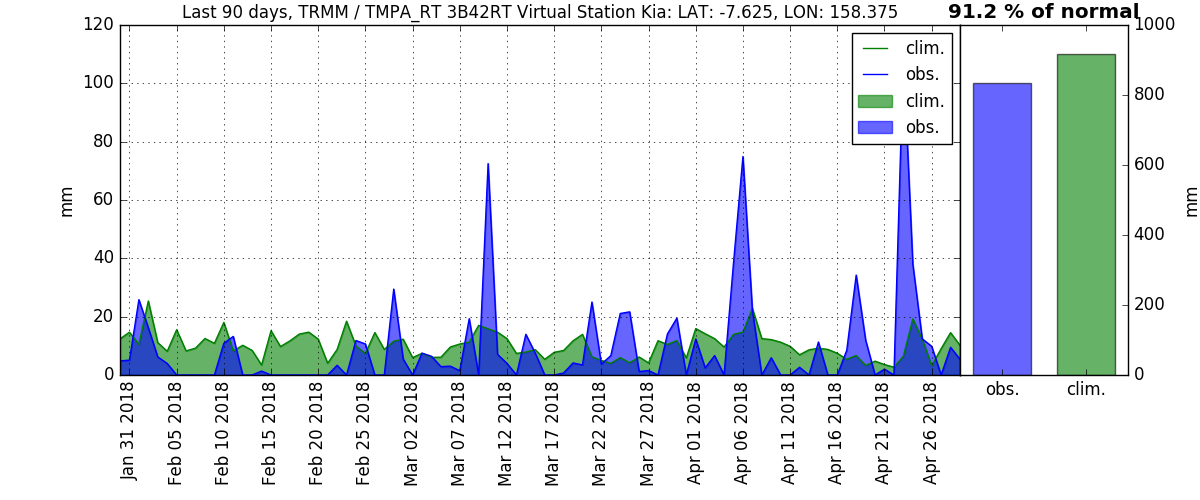 Last 90 days, TRMM / TMPA_RT 3B42RT Virtual Station Kia: LAT: -7.625, LON: 158.375
91.2 % of normal
120
100
80
60
40
20
0
mm
clim.
obs.
clim.
obs.
Jan 31 2018
Feb 05 2018
Feb 10 2018
Feb 15 2018
Feb 20 2018
Feb 25 2018
Mar 02 2018
Mar 07 2018
Mar 12 2018
Mar 17 2018
Mar 22 2018
Mar 27 2018
Apr 01 2018
Apr 06 2018
Apr 11 2018
Apr 16 2018
Apr 21 2018
Apr 26 2018
1000
800
600
400
200
0
mm
obs.
clim.